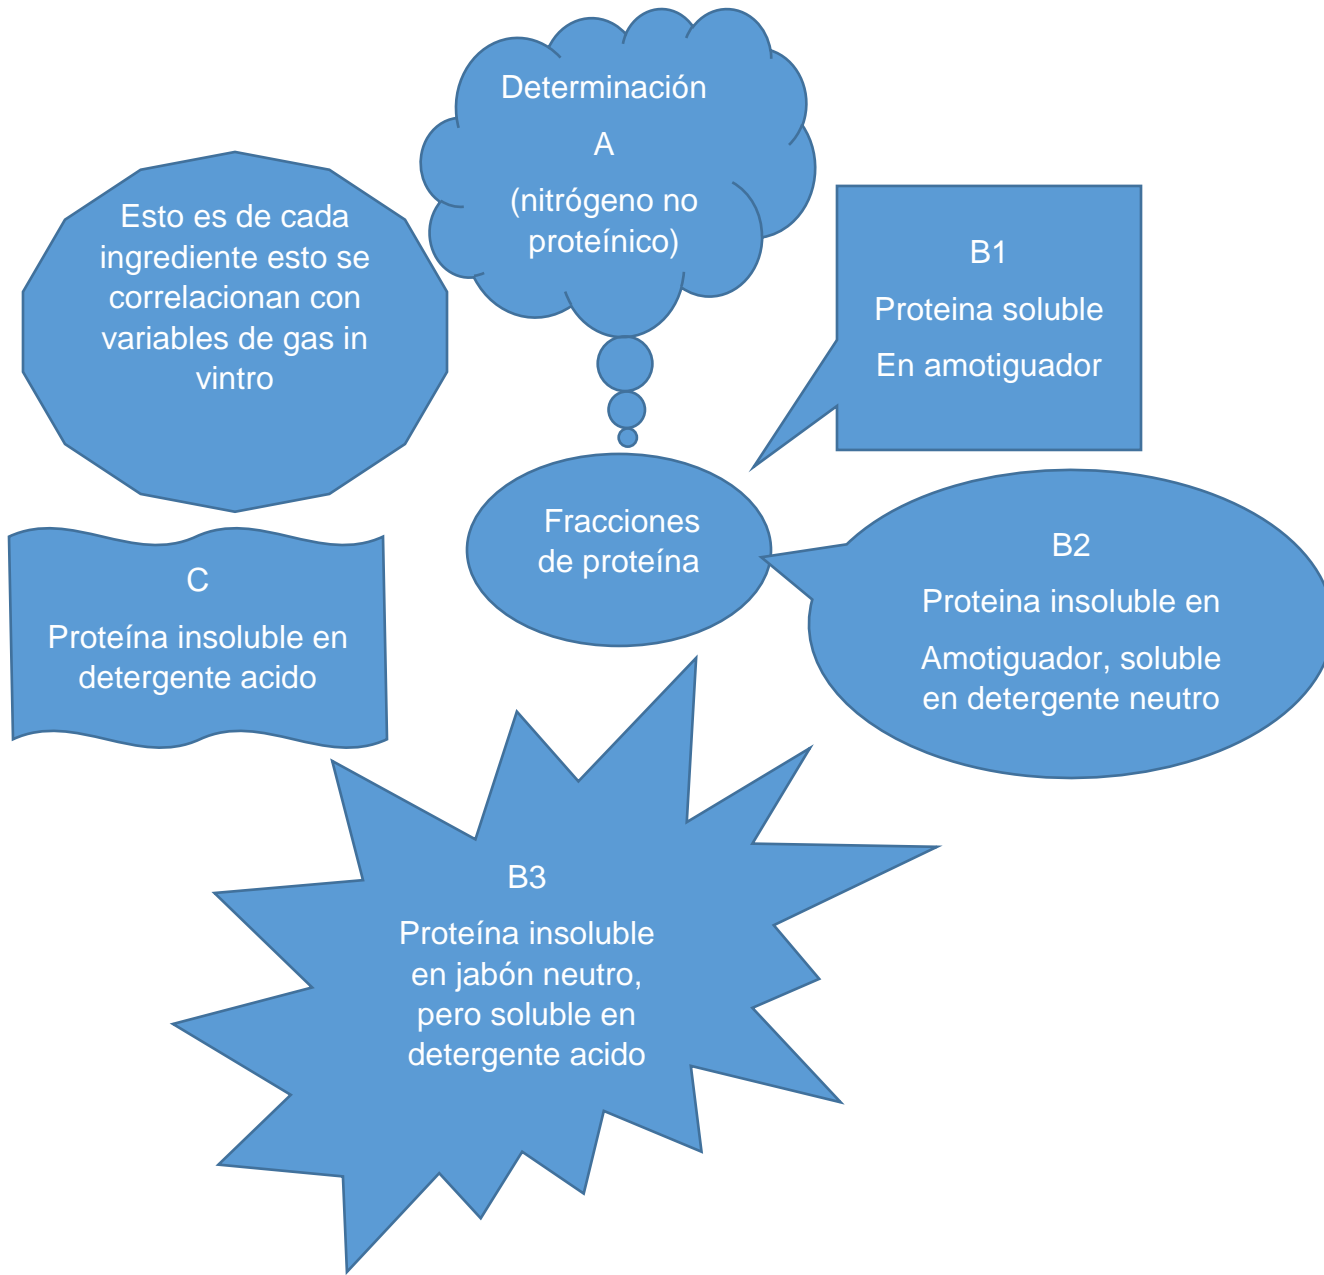 Determinación
A
(nitrógeno no
proteínico)
Esto es de cada
ingrediente esto se
correlacionan con
variables de gas in
vintro
B1
Proteina soluble
En amotiguador
Fracciones
de proteína
B2
Proteina insoluble en
Amotiguador, soluble
en detergente neutro
C
Proteína insoluble en
detergente acido
B3
Proteína insoluble
en jabón neutro,
pero soluble en
detergente acido